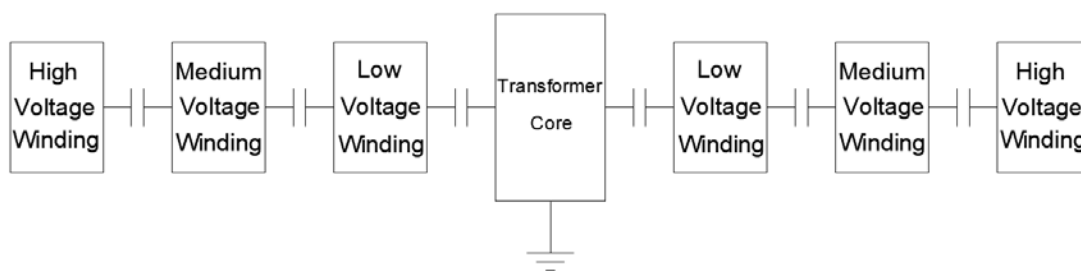 High
Voltage
Winding
Medium
Voltage
Winding
Low
Voltage
Winding
Transformer
Core
Low
Voltage
Winding
Medium
Voltage
Winding
High
Voltage
Winding